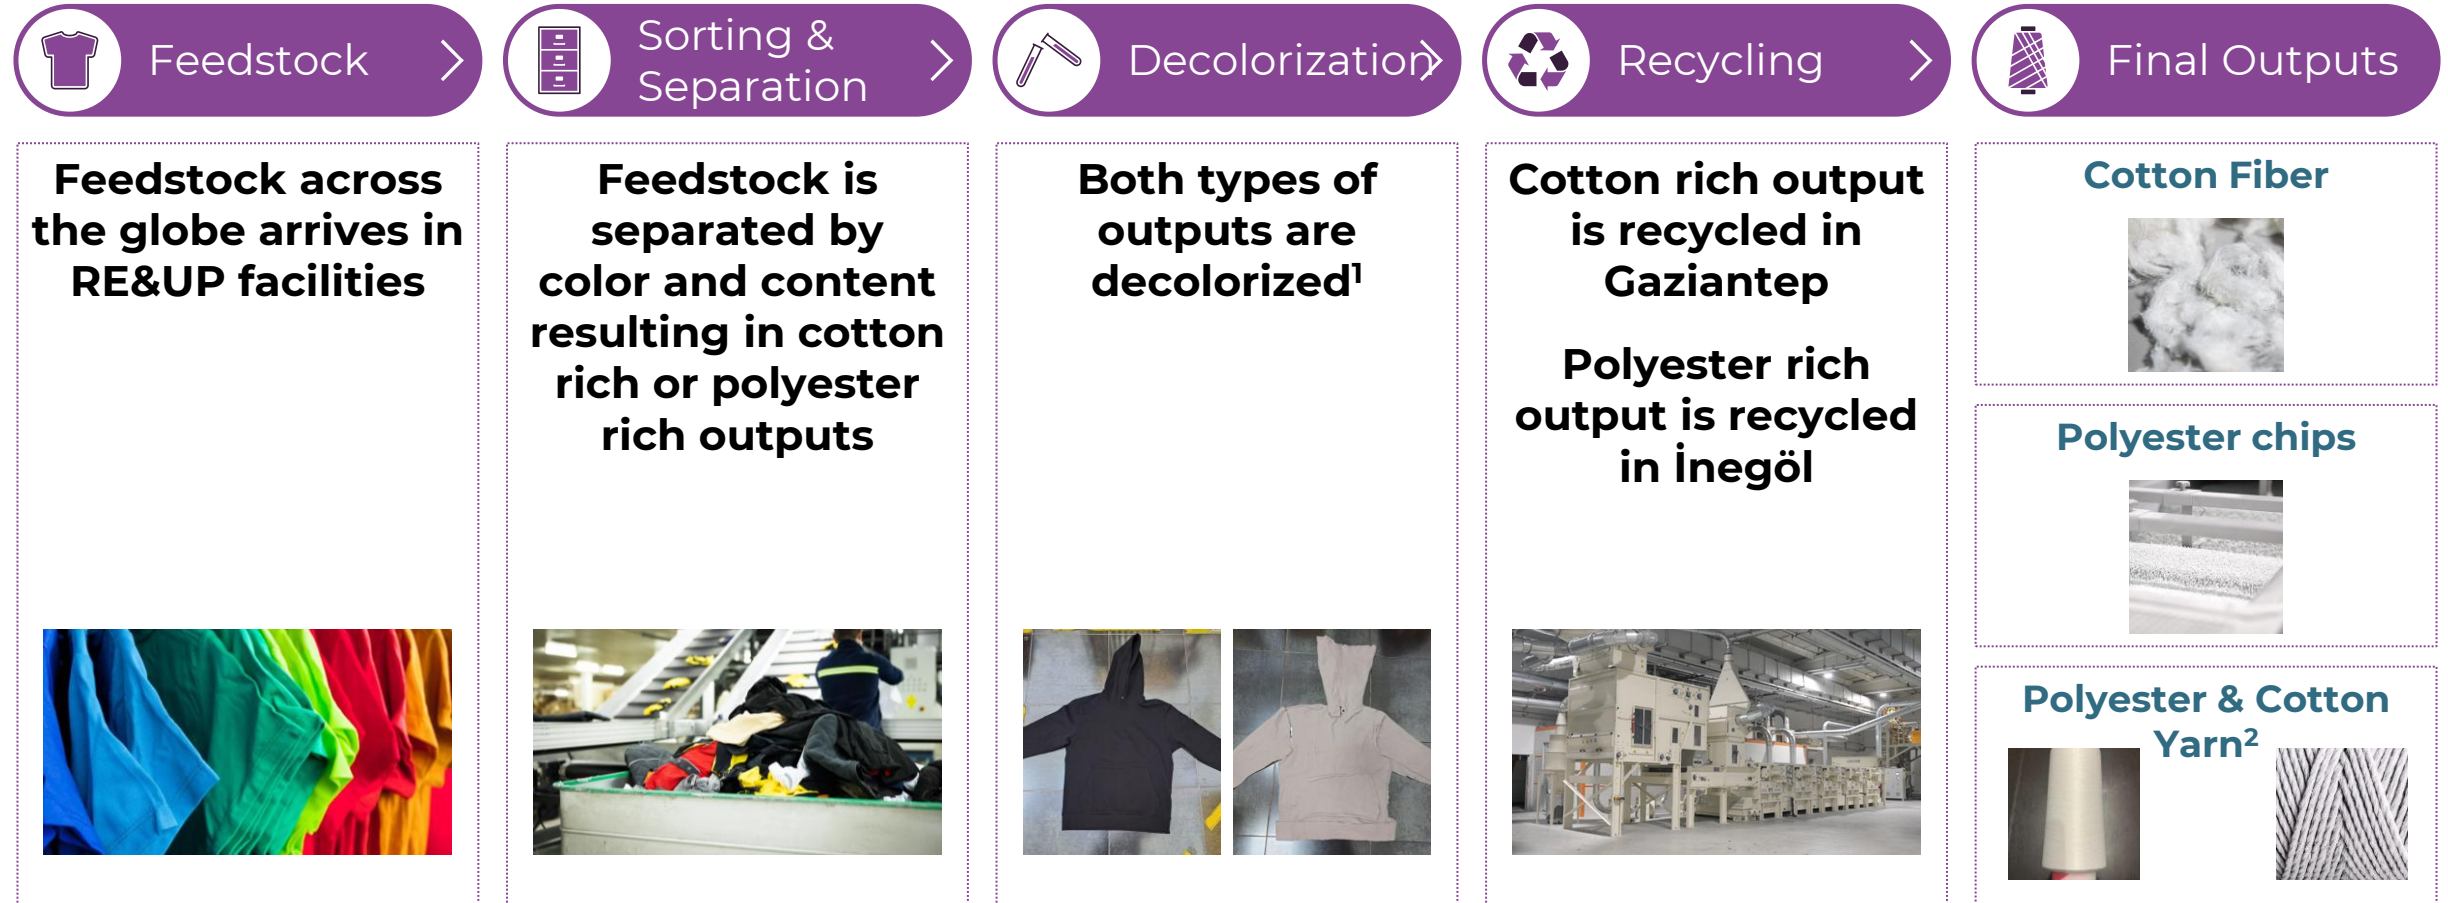 Feedstock
Sorting &
Separation
Decolorization
Recycling
Final Outputs
Feedstock across
the globe arrives in
RE&UP facilities
Feedstock is
separated by
color and content
resulting in cotton
rich or polyester
rich outputs
Both types of
outputs are
decolorized¹
Cotton rich output
is recycled in
Gaziantep
Polyester rich
output is recycled
in İnegöl
Cotton Fiber
Polyester chips
Polyester & Cotton
Yarn²